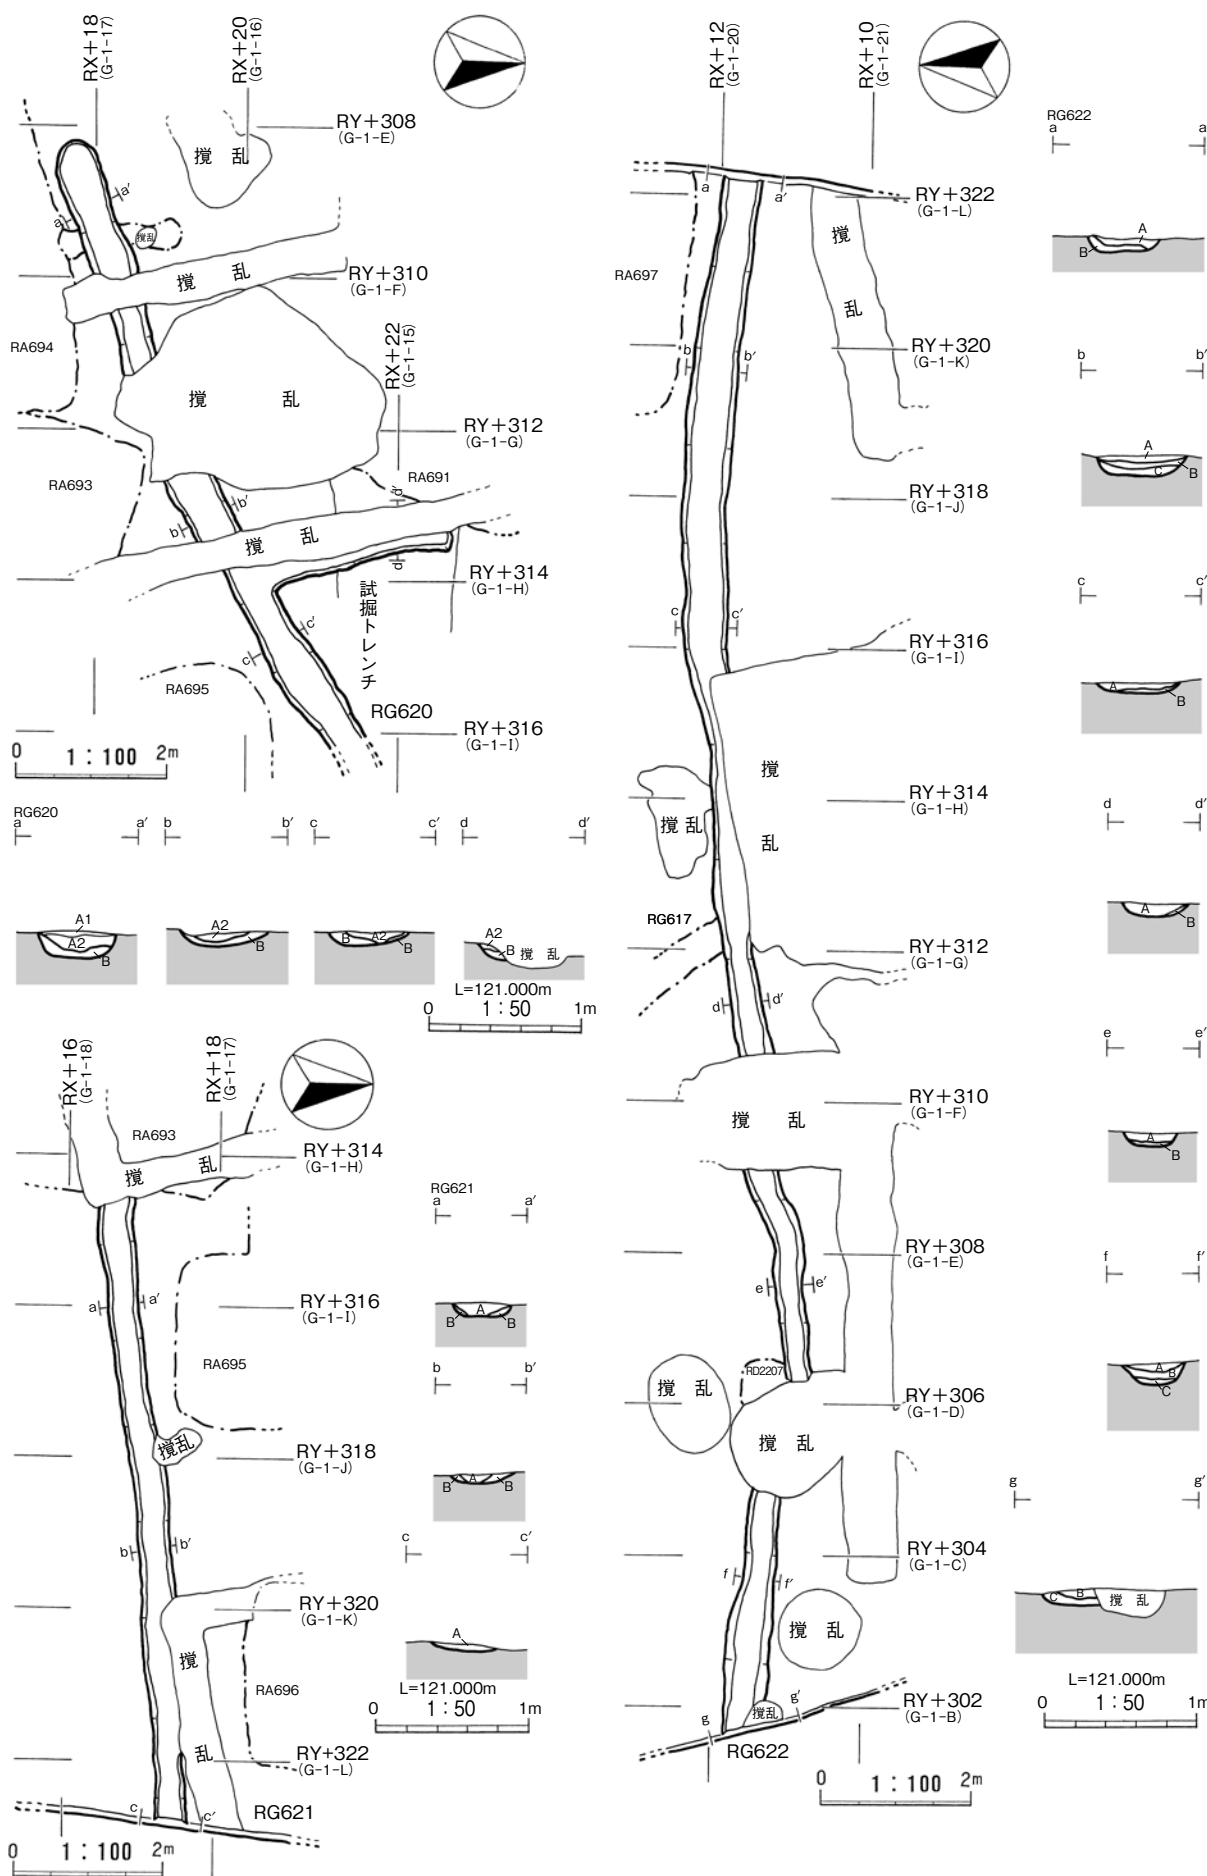 RX+18
(G-1-17)
RX+20
(G-1-16)
RY+308
(G-1-E)
撹 乱
a
a′
撹乱
撹 乱
RY+310
(G-1-F)
RA694
RX+22
(G-1-15)
撹 乱
RY+312
(G-1-G)
RA693
RA691
b
b′
d′
撹 乱
d
RY+314
(G-1-H)
試掘トレンチ
c
c′
RA695
RG620
RY+316
(G-1-I)
0 1：100 2m
RG620
a a′ b b′ c c′ d d′
A1
A2
B
A2
B
B
A2
B
A2
B
撹 乱
L=121.000m
0 1：50 1m
RX+16
(G-1-18)
RX+18
(G-1-17)
RA693
撹 乱
RY+314
(G-1-H)
a
a′
RY+316
(G-1-I)
RA695
撹乱
RY+318
(G-1-J)
b
b′
RY+320
(G-1-K)
撹
乱
RA696
RY+322
(G-1-L)
c
c′
RG621
0 1：100 2m
RG621
a a′
A
B B
b b′
B A B
c c′
A
L=121.000m
0 1：50 1m
RX+12
(G-1-20)
RX+10
(G-1-21)
a
a′
RY+322
(G-1-L)
撹
乱
RA697
b
b′
RY+320
(G-1-K)
RY+318
(G-1-J)
c
c′
RY+316
(G-1-I)
撹
乱
RY+314
(G-1-H)
撹乱
RG617
RY+312
(G-1-G)
d
d′
RY+310
(G-1-F)
撹 乱
RY+308
(G-1-E)
e
e′
RD2207
撹 乱
RY+306
(G-1-D)
撹 乱
RY+304
(G-1-C)
f
f′
撹 乱
撹乱
RY+302
(G-1-B)
g
g′
RG622
0 1：100 2m
RG622
a a′
A
B
b b′
A
C B
c c′
A
B
d d′
A
B
e e′
A
B
f f′
A
B
C
g g′
C B 撹 乱
L=121.000m
0 1：50 1m